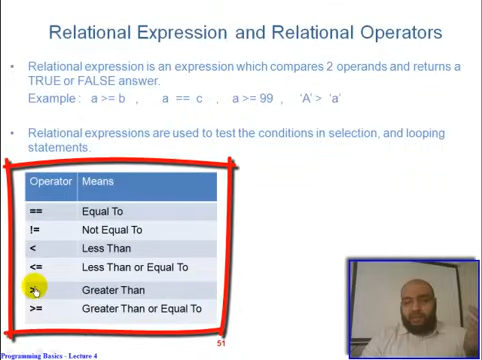 Relational Expression and Relational Operators
• Relational expression is an expression which compares 2 operands and returns a
TRUE or FALSE answer.
Example : a >= b , a == c , a >= 99 , 'A' > 'a'
• Relational expressions are used to test the conditions in selection, and looping
statements.
Operator Means
== Equal To
!= Not Equal To
< Less Than
<= Less Than or Equal To
> Greater Than
>= Greater Than or Equal To
51
Programming Basics - Lecture 4